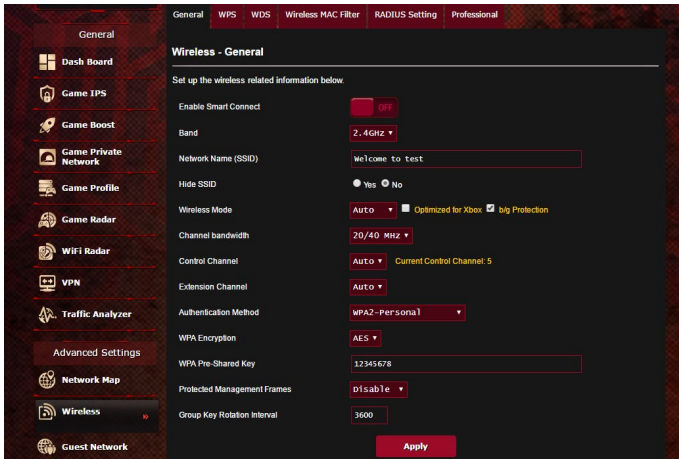 General WPS WDS Wireless MAC Filter RADIUS Setting Professional
General
Dash Board
Game IPS
Game Boost
Game Private
Network
Game Profile
Game Radar
WiFi Radar
VPN
Traffic Analyzer
Advanced Settings
Network Map
Wireless
Guest Network
Wireless - General
Set up the wireless related information below.
Enable Smart Connect OFF
Band 2.4GHz
Network Name (SSID) Welcome to test
Hide SSID Yes No
Wireless Mode Auto Optimized for Xbox b/g Protection
Channel bandwidth 20/40 MHz
Control Channel Auto Current Control Channel: 5
Extension Channel Auto
Authentication Method WPA2-Personal
WPA Encryption AES
WPA Pre-Shared Key 12345678
Protected Management Frames Disable
Group Key Rotation Interval 3600
Apply